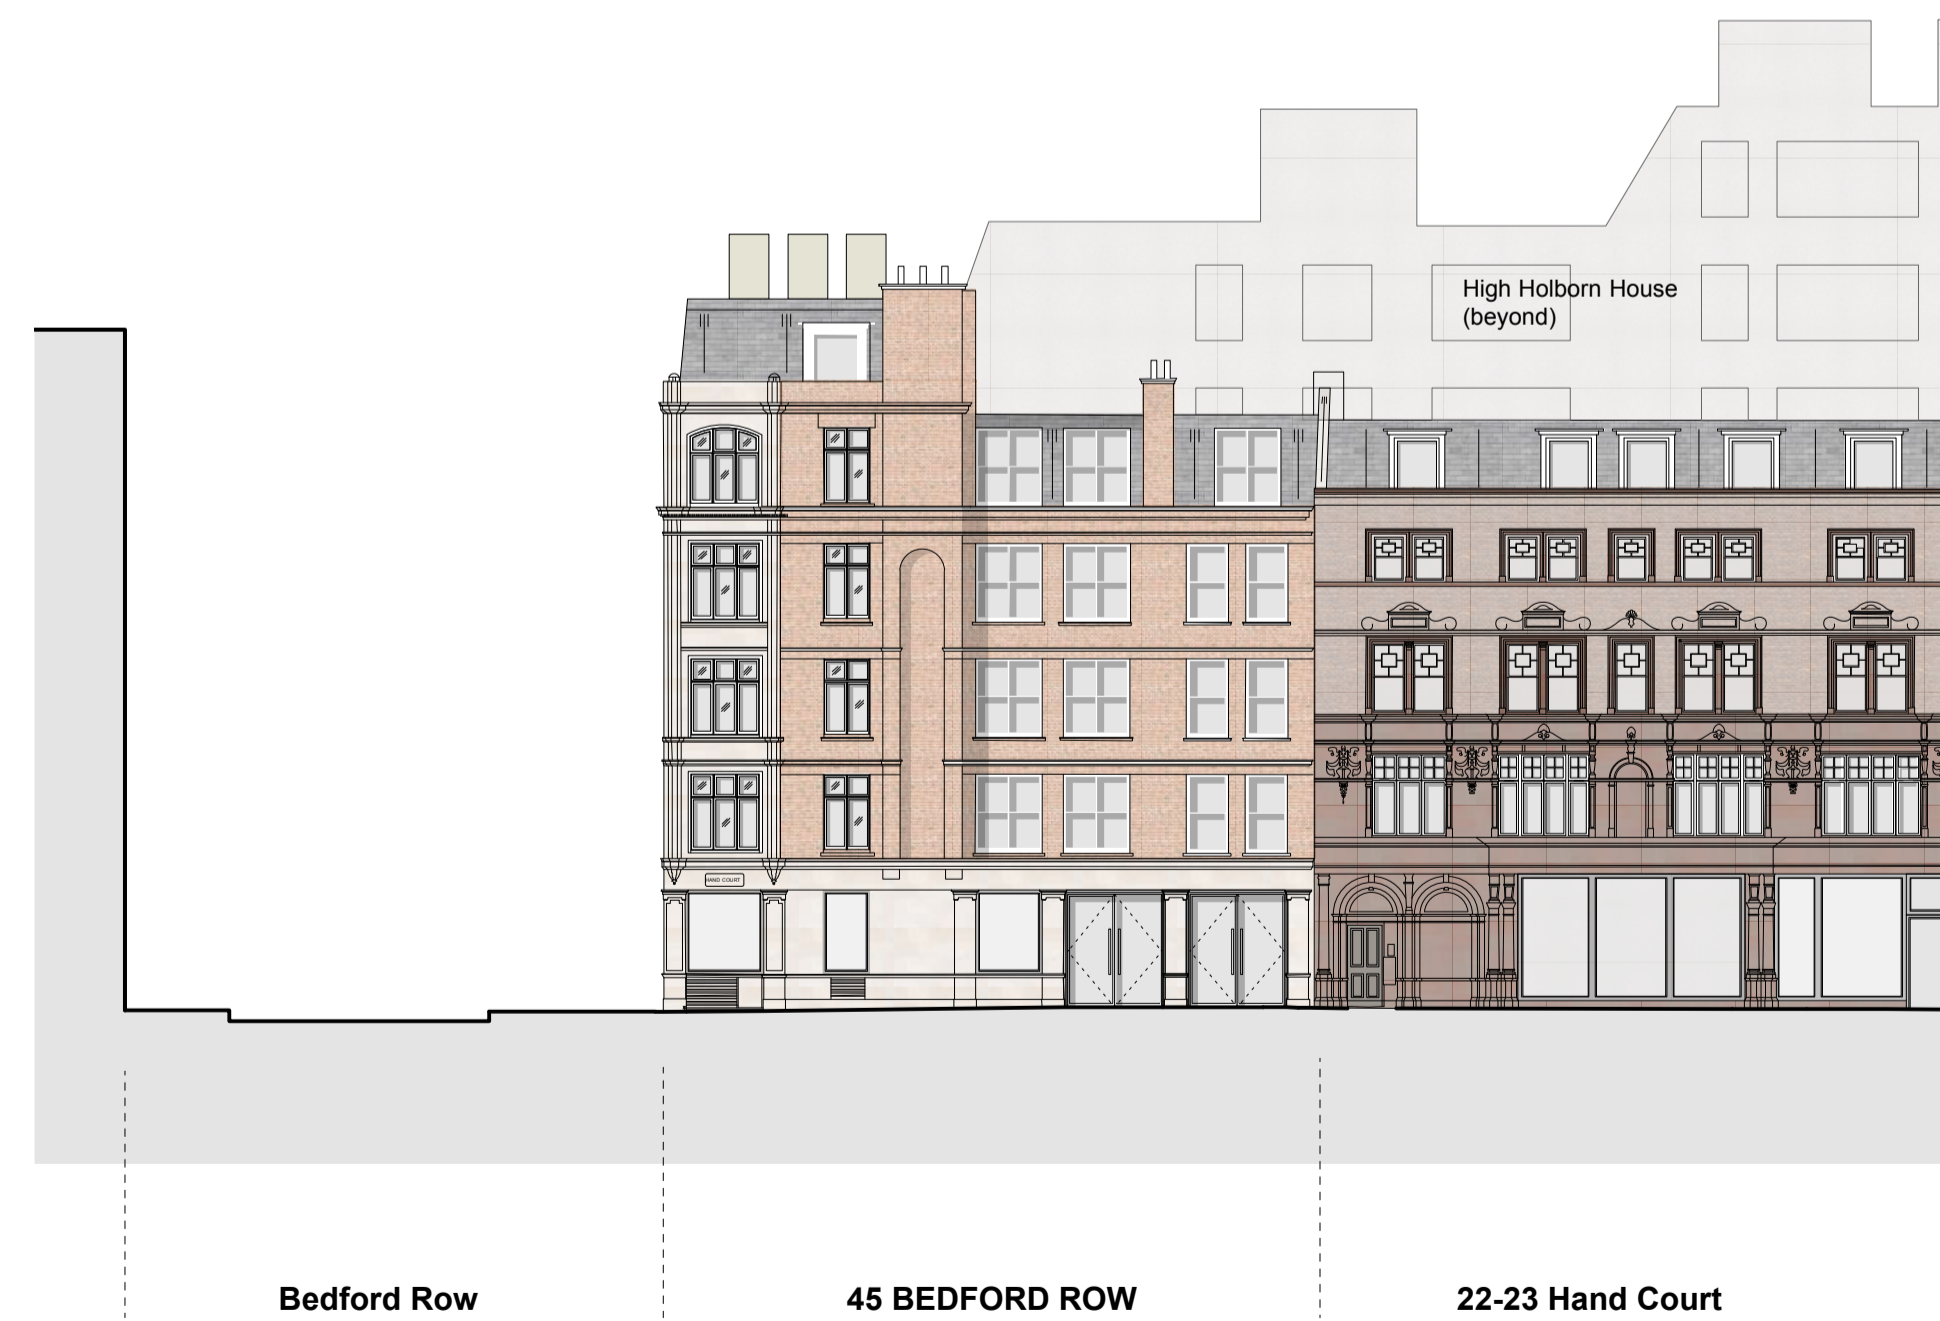 High Holborn House
(beyond)
HAND COURT
Bedford Row
45 BEDFORD ROW
22-23 Hand Court